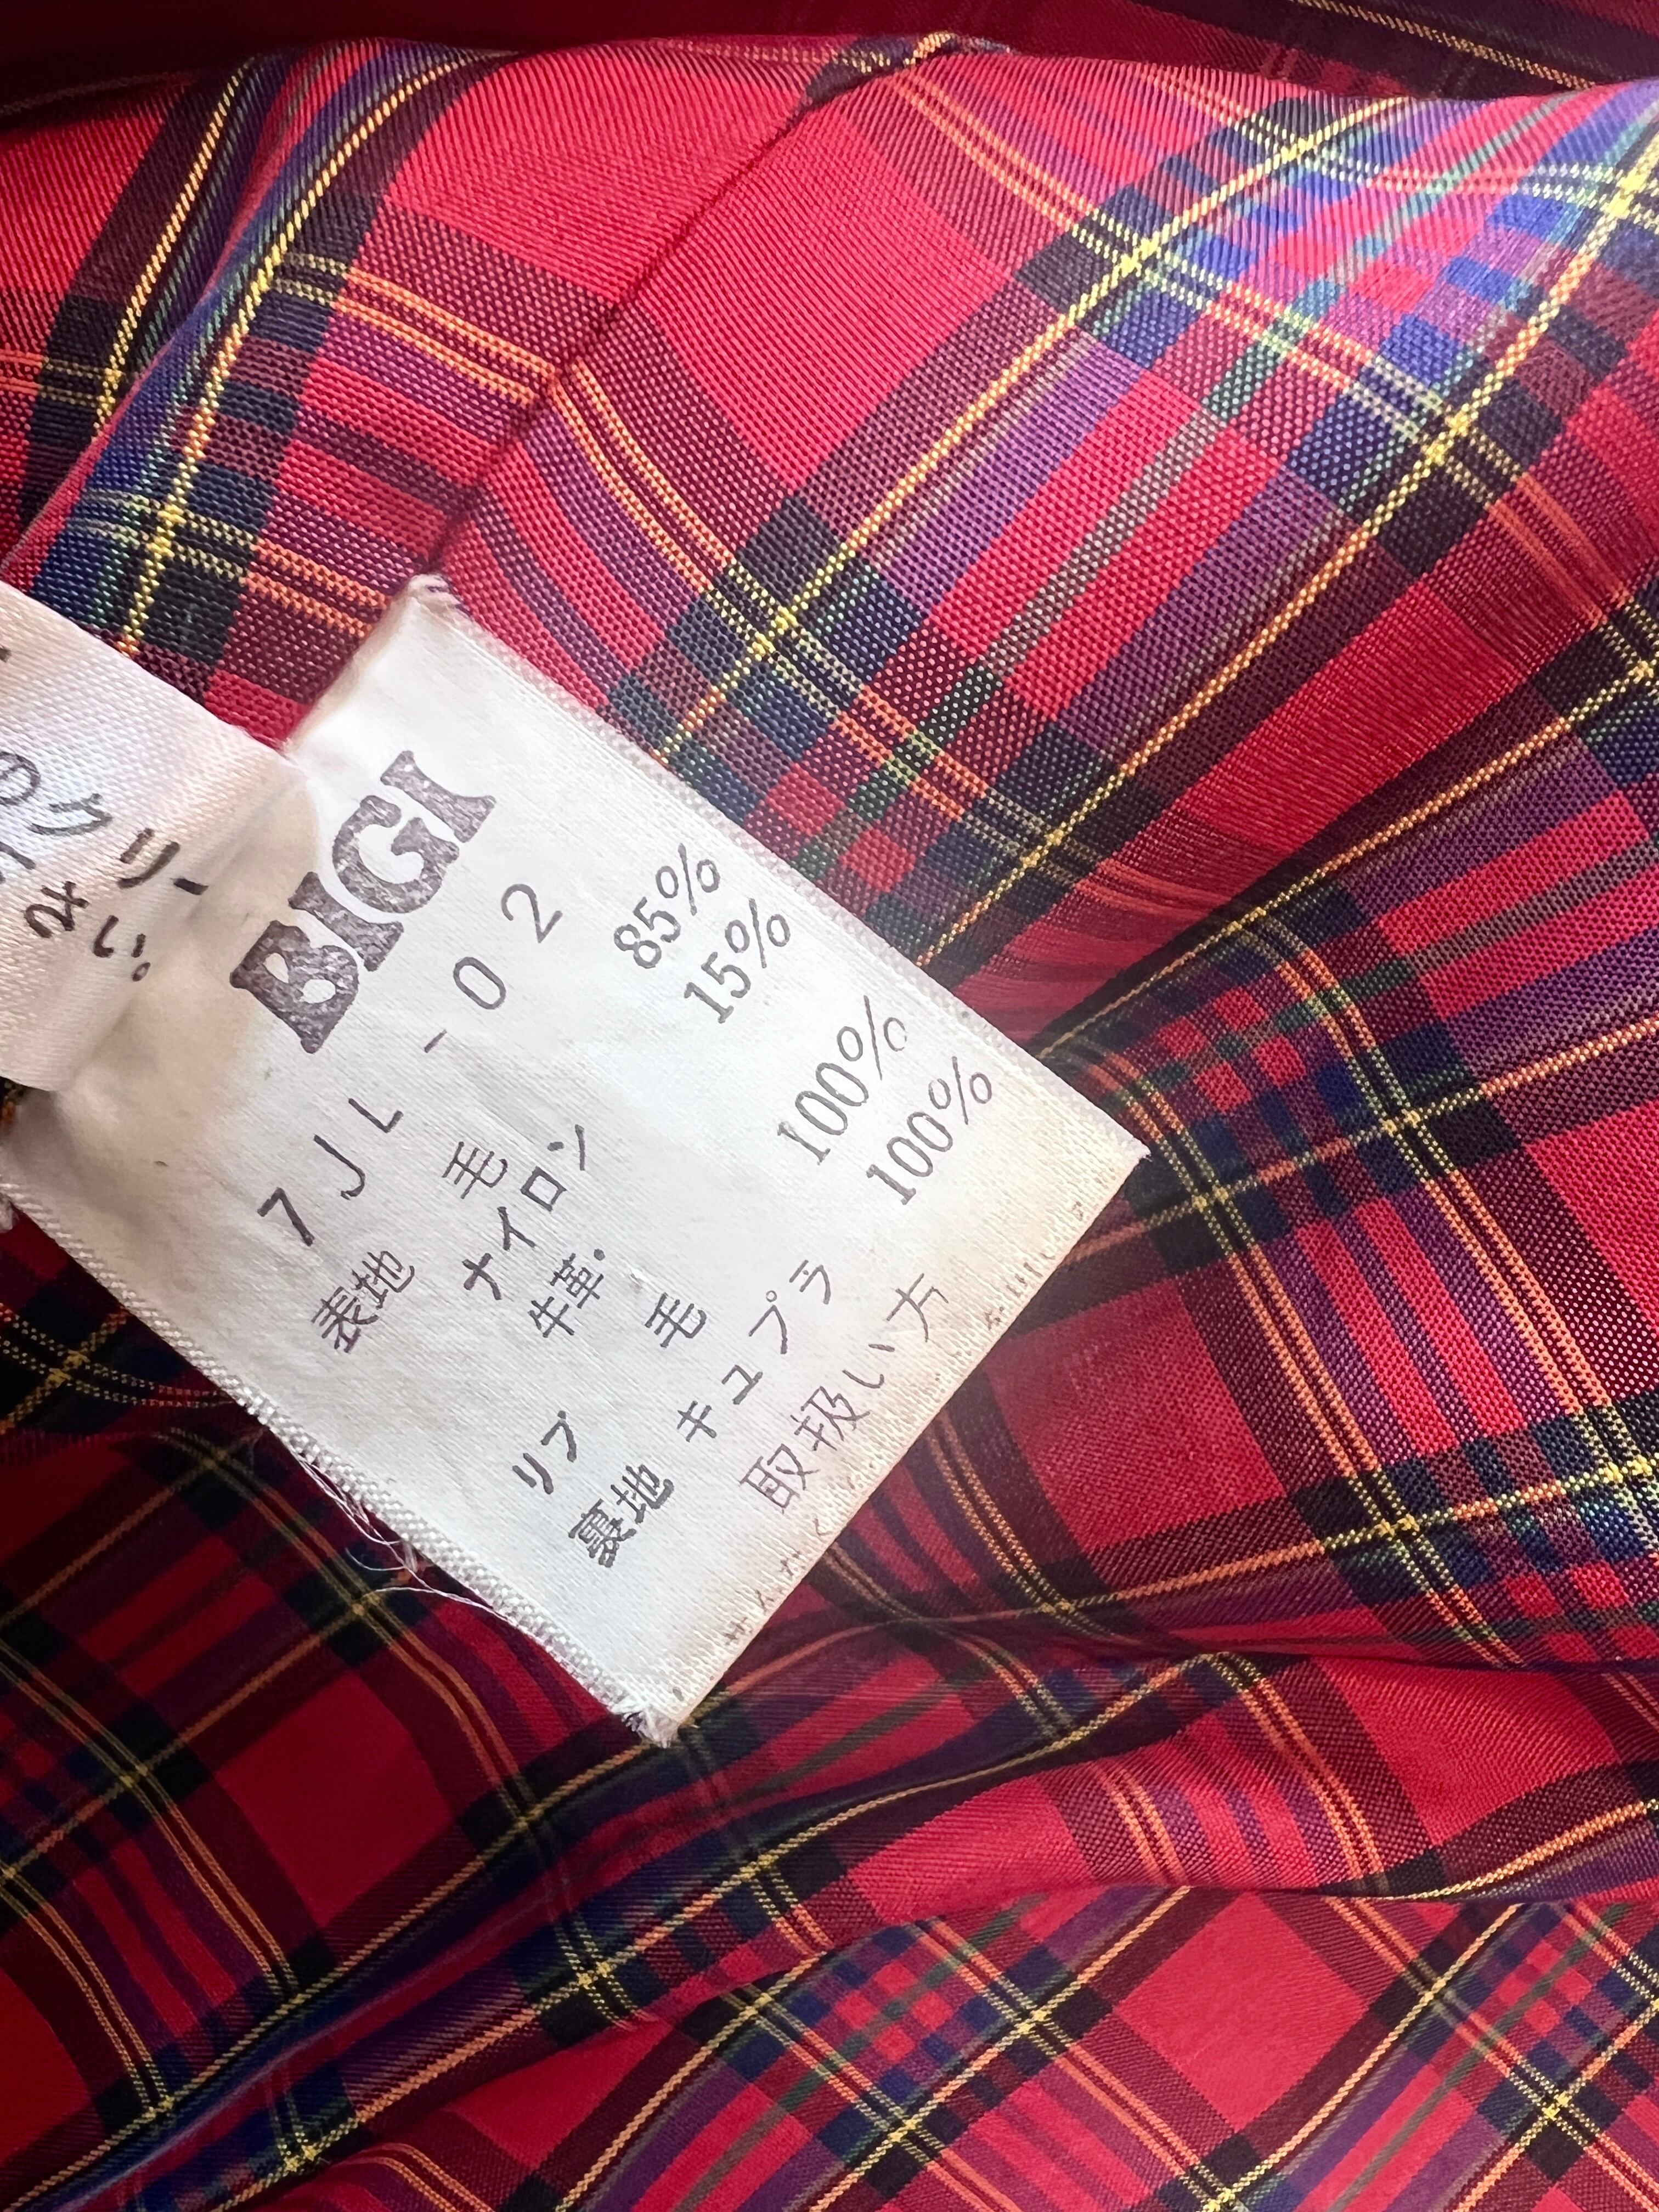 BIGI
7JL-02
表地 毛 85%
ナイロン 15%
牛革.
リブ 毛 100%
裏地 キュプラ 100%
取扱い方